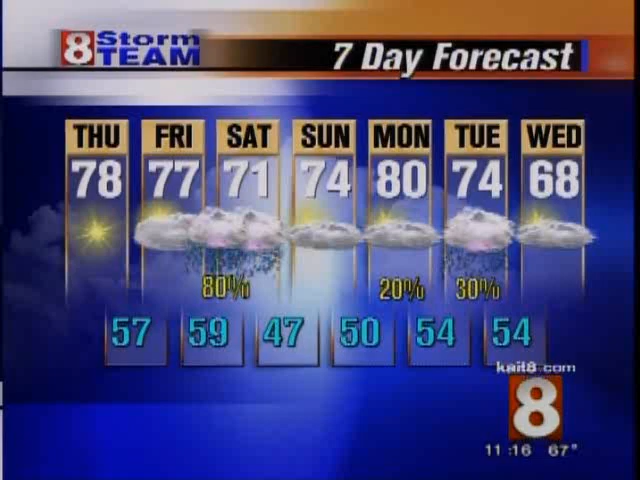 8 Storm TEAM
7 Day Forecast
THU FRI SAT SUN MON TUE WED
78 77 71 74 80 74 68
80% 20% 30%
57 59 47 50 54 54
kait8.com
8
11:16 67°